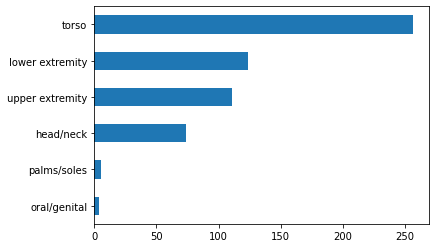 torso
lower extremity
upper extremity
head/neck
palms/soles
oral/genital
0 50 100 150 200 250